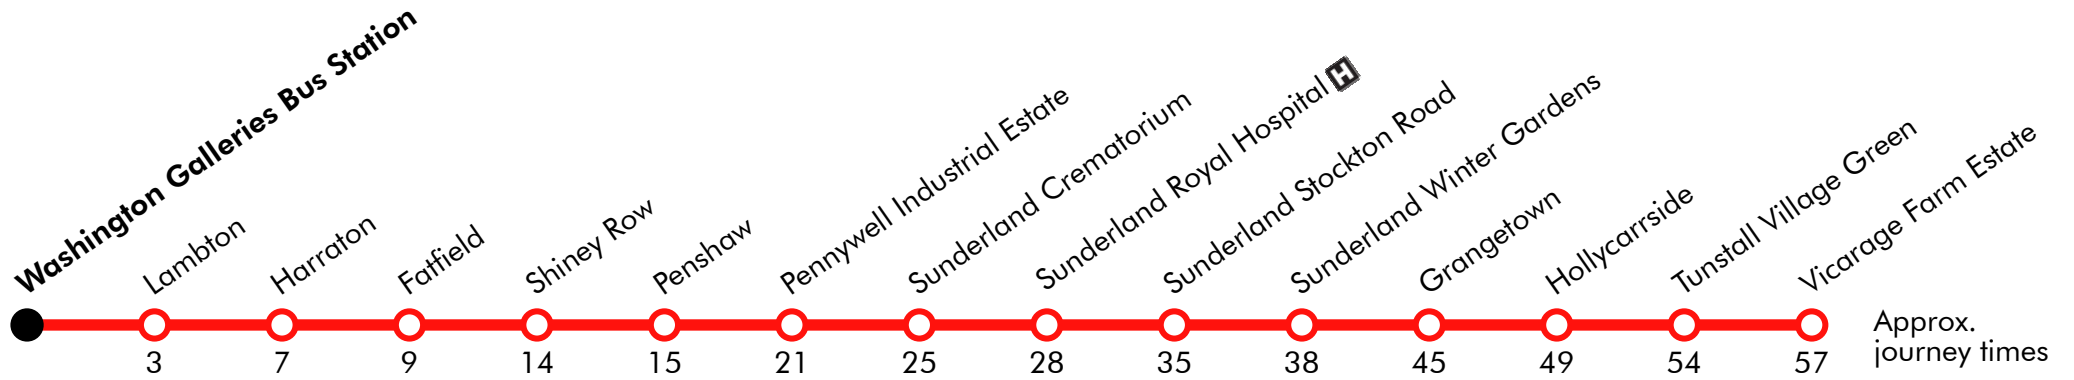 Washington Galleries Bus Station
Lambton
Harraton
Fatfield
Shiney Row
Penshaw
Pennywell Industrial Estate
Sunderland Crematorium
Sunderland Royal Hospital H
Sunderland Stockton Road
Sunderland Winter Gardens
Grangetown
Hollycarrside
Tunstall Village Green
Vicarage Farm Estate
3 7 9 14 15 21 25 28 35 38 45 49 54 57
Approx.
journey times